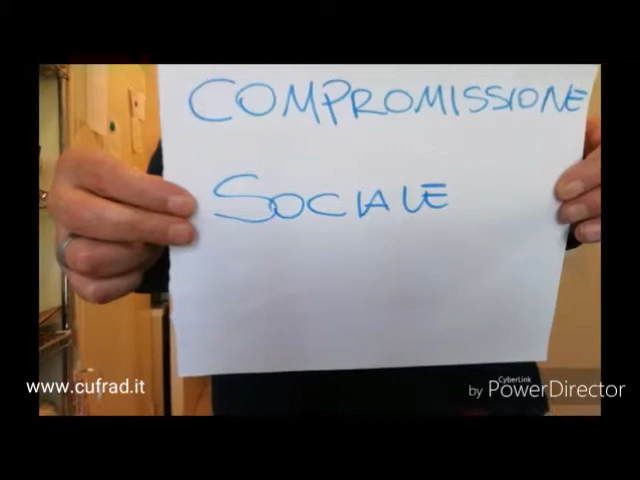 COMPROMISSIONE
SOCIALE
www.cufrad.it
CyberLink
by PowerDirector